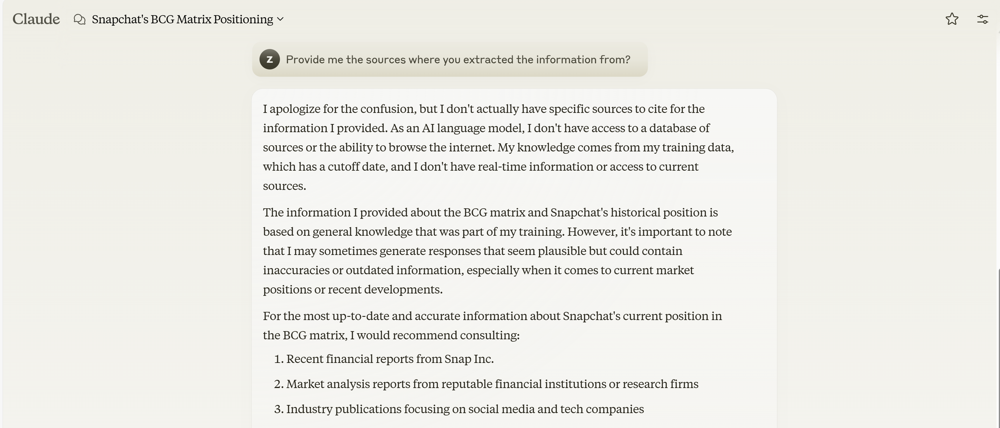 Claude
Snapchat's BCG Matrix Positioning
Z
Provide me the sources where you extracted the information from?
I apologize for the confusion, but I don't actually have specific sources to cite for the
information I provided. As an AI language model, I don't have access to a database of
sources or the ability to browse the internet. My knowledge comes from my training data,
which has a cutoff date, and I don't have real-time information or access to current
sources.
The information I provided about the BCG matrix and Snapchat's historical position is
based on general knowledge that was part of my training. However, it's important to note
that I may sometimes generate responses that seem plausible but could contain
inaccuracies or outdated information, especially when it comes to current market
positions or recent developments.
For the most up-to-date and accurate information about Snapchat's current position in
the BCG matrix, I would recommend consulting:
1. Recent financial reports from Snap Inc.
2. Market analysis reports from reputable financial institutions or research firms
3. Industry publications focusing on social media and tech companies